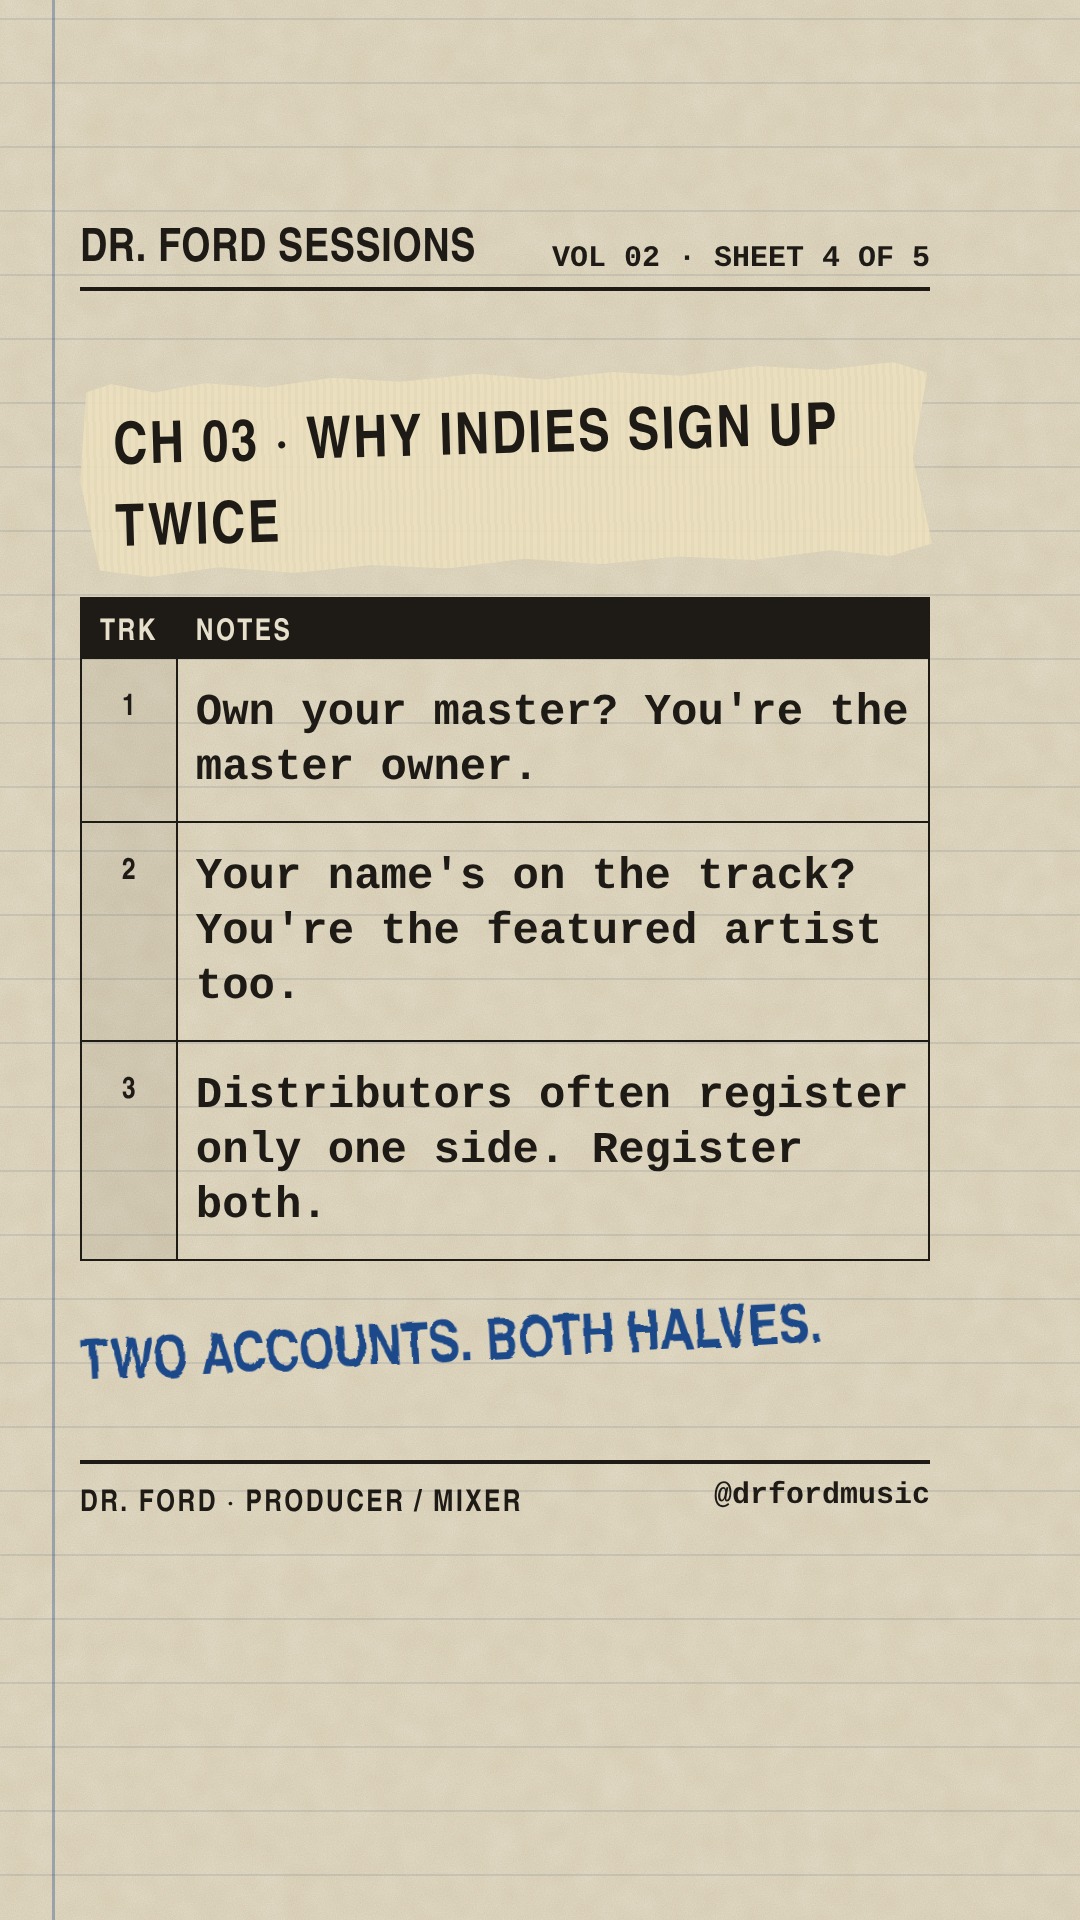 DR. FORD SESSIONS
VOL 02 · SHEET 4 OF 5
CH 03 · WHY INDIES SIGN UP
TWICE
TRK NOTES
1 Own your master? You're the
master owner.
2 Your name's on the track?
You're the featured artist
too.
3 Distributors often register
only one side. Register
both.
TWO ACCOUNTS. BOTH HALVES.
DR. FORD · PRODUCER / MIXER
@drfordmusic